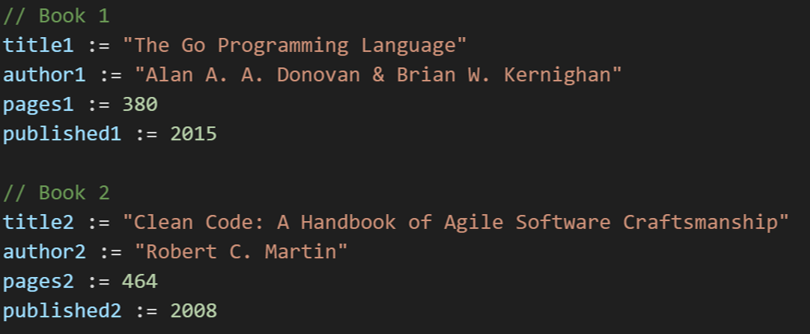 // Book 1
title1 := "The Go Programming Language"
author1 := "Alan A. A. Donovan & Brian W. Kernighan"
pages1 := 380
published1 := 2015
// Book 2
title2 := "Clean Code: A Handbook of Agile Software Craftsmanship"
author2 := "Robert C. Martin"
pages2 := 464
published2 := 2008